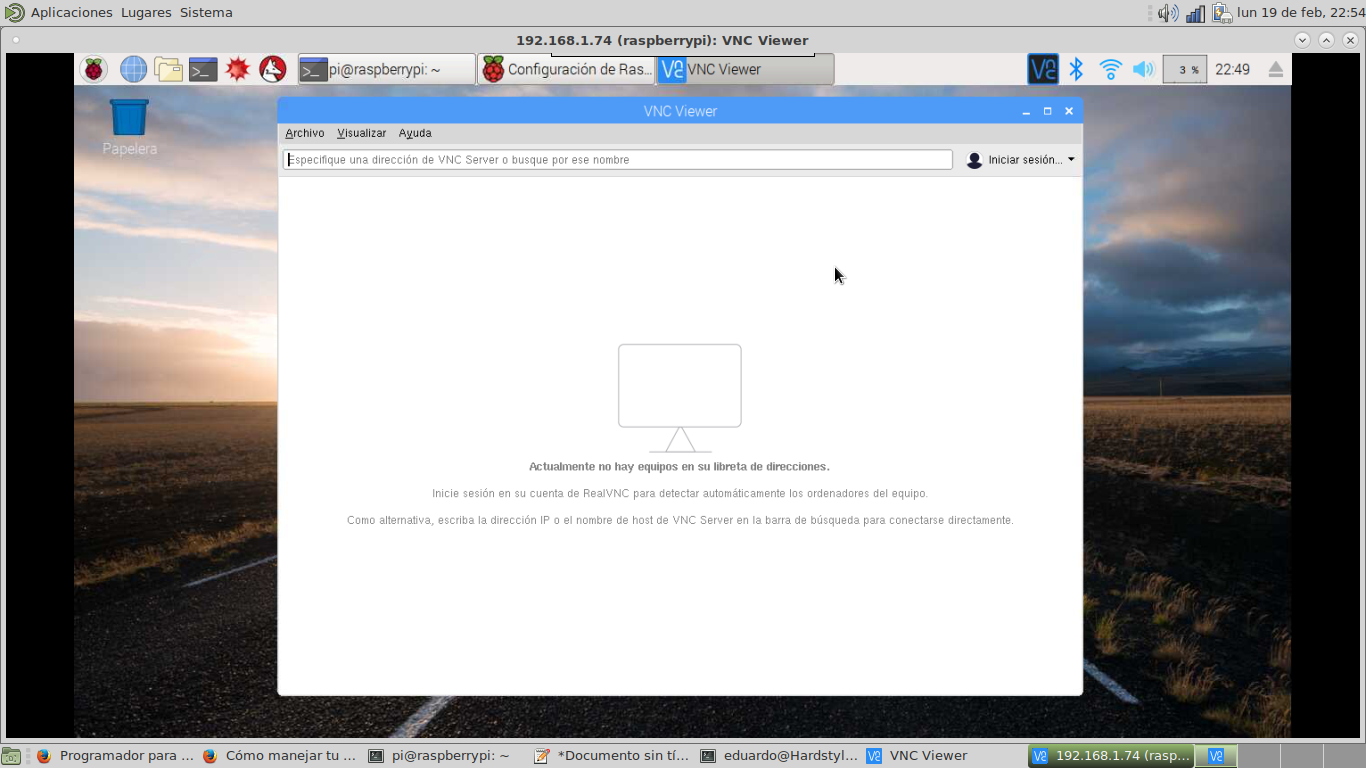 Aplicaciones Lugares Sistema lun 19 de feb, 22:54
192.168.1.74 (raspberrypi): VNC Viewer
pi@raspberrypi: ~ Configuración de Ras... VNC Viewer 3 % 22:49
Papelera
VNC Viewer
Archivo Visualizar Ayuda
Especifique una dirección de VNC Server o busque por ese nombre Iniciar sesión...
Actualmente no hay equipos en su libreta de direcciones.
Inicie sesión en su cuenta de RealVNC para detectar automáticamente los ordenadores del equipo.
Como alternativa, escriba la dirección IP o el nombre de host de VNC Server en la barra de búsqueda para conectarse directamente.
Programador para ... Cómo manejar tu ... pi@raspberrypi: ~ *Documento sin tí... eduardo@Hardstyl... VNC Viewer 192.168.1.74 (rasp...